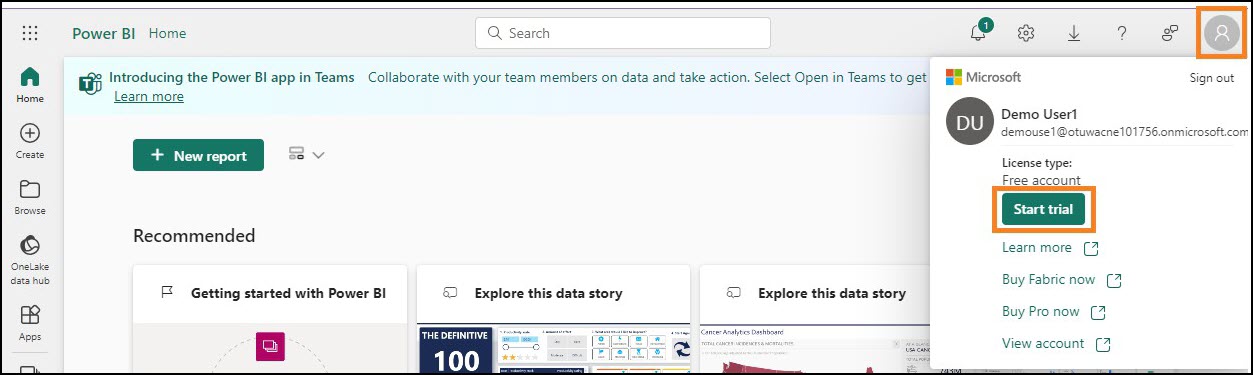 Power BI Home
Search
1
Home
Create
Browse
OneLake
data hub
Apps
Introducing the Power BI app in Teams Collaborate with your team members on data and take action. Select Open in Teams to get
Learn more
New report
Recommended
Getting started with Power BI
Explore this data story
THE DEFINITIVE
100
Explore this data story
Cancer Analytics Dashboard
TOTAL CANCER: INCIDENCES & MORTALITIES
Microsoft
Sign out
DU
Demo User1
demouse1@otuwacne101756.onmicrosoft.com
License type:
Free account
Start trial
Learn more
Buy Fabric now
Buy Pro now
View account